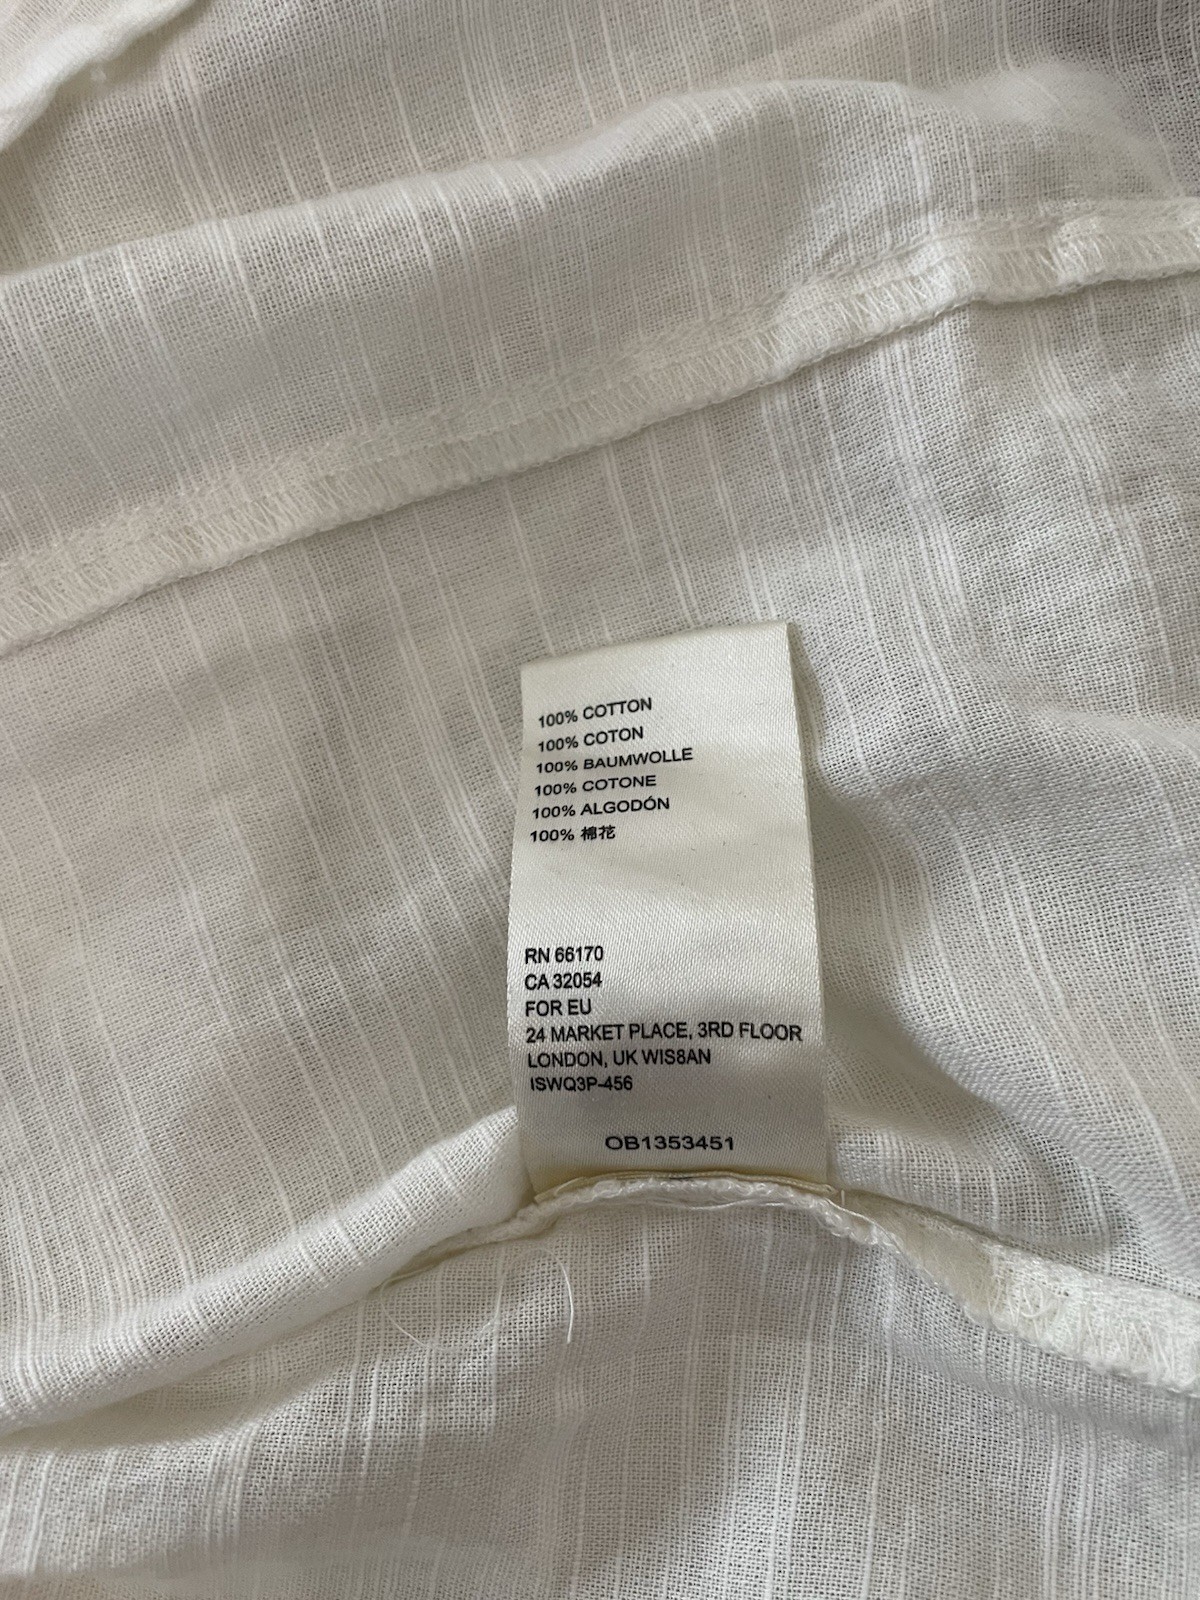 100% COTTON
100% COTON
100% BAUMWOLLE
100% COTONE
100% ALGODÓN
100% 棉花
RN 66170
CA 32054
FOR EU
24 MARKET PLACE, 3RD FLOOR
LONDON, UK WIS8AN
ISWQ3P-456
OB1353451